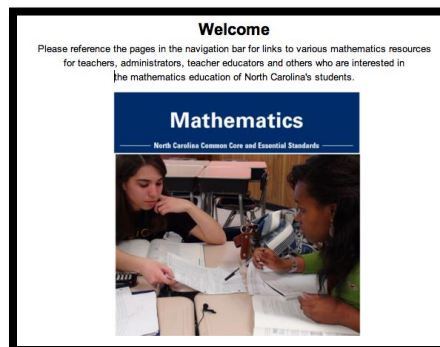 Welcome
Please reference the pages in the navigation bar for links to various mathematics resources
for teachers, administrators, teacher educators and others who are interested in
the mathematics education of North Carolina's students.
Mathematics
North Carolina Common Core and Essential Standards